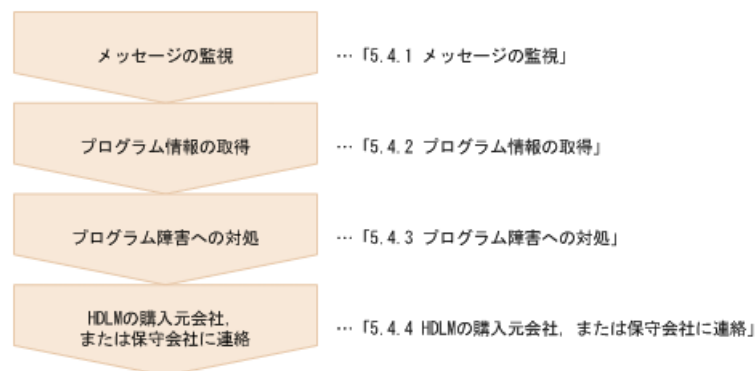 メッセージの監視 …「5.4.1 メッセージの監視」
プログラム情報の取得 …「5.4.2 プログラム情報の取得」
プログラム障害への対処 …「5.4.3 プログラム障害への対処」
HDLMの購入元会社,
または保守会社に連絡 …「5.4.4 HDLMの購入元会社, または保守会社に連絡」